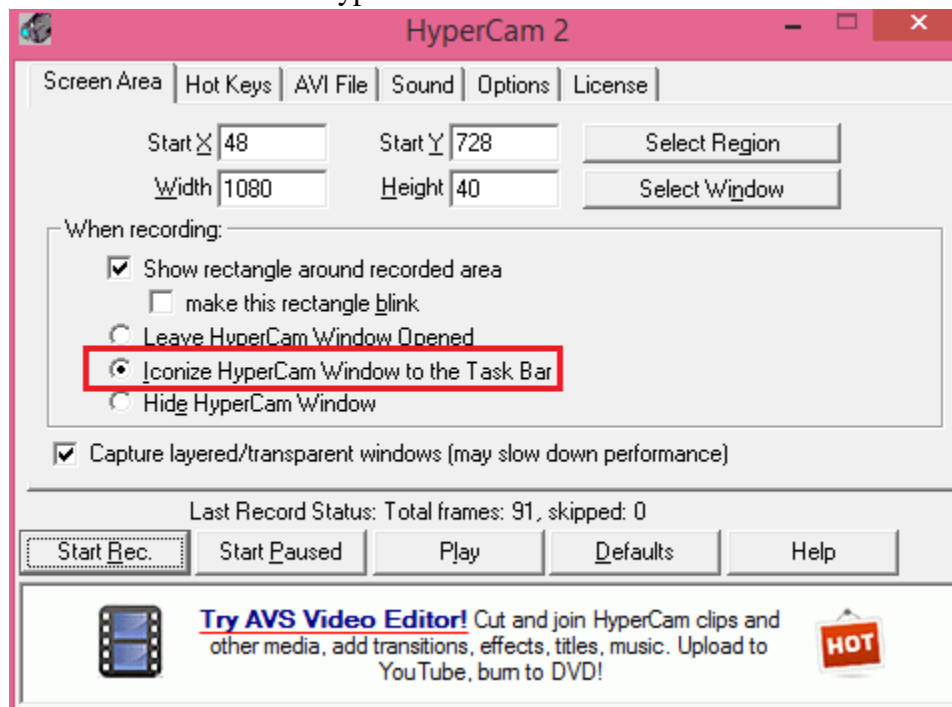 HyperCam 2
Screen Area Hot Keys AVI File Sound Options License
Start X 48 Start Y 728 Select Region
Width 1080 Height 40 Select Window
When recording:
Show rectangle around recorded area
make this rectangle blink
Leave HyperCam Window Opened
Iconize HyperCam Window to the Task Bar
Hide HyperCam Window
Capture layered/transparent windows (may slow down performance)
Last Record Status: Total frames: 91, skipped: 0
Start Rec. Start Paused Play Defaults Help
Try AVS Video Editor! Cut and join HyperCam clips and
other media, add transitions, effects, titles, music. Upload to
YouTube, burn to DVD!
HOT